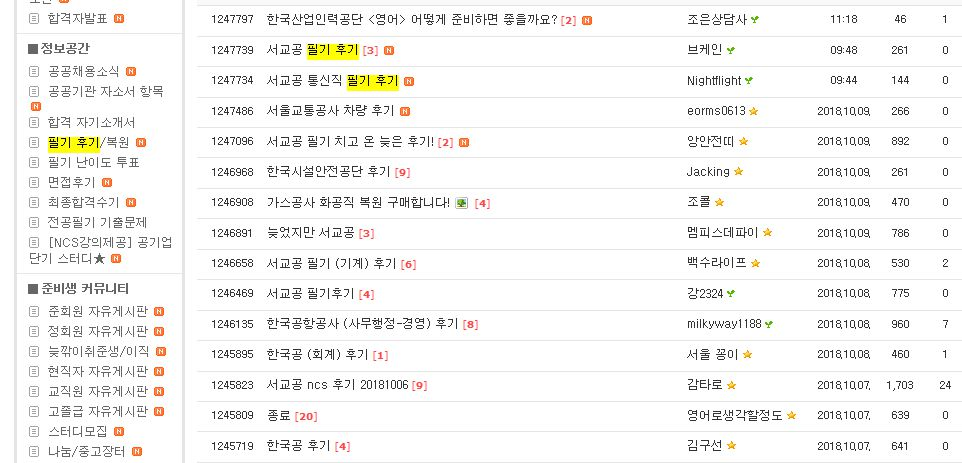 합격자발표 N
정보공간
공공채용소식 N
공공기관 자소서 항목
N
합격 자기소개서
필기 후기/복원 N
필기 난이도 투표
면접후기 N
최종합격수기 N
전공필기 기출문제
[NCS강의제공] 공기업
단기 스터디★ N
준비생 커뮤니티
준회원 자유게시판 N
정회원 자유게시판 N
늦깎이취준생/이직 N
현직자 자유게시판 N
교직원 자유게시판 N
고졸급 자유게시판 N
스터디모집 N
나눔/중고장터 N
1247797 한국산업인력공단 <영어> 어떻게 준비하면 좋을까요? [2] N 조은상담사 11:18 46 1
1247739 서교공 필기 후기 [3] N 브케인 09:48 261 0
1247734 서교공 통신직 필기 후기 N Nightflight 09:44 144 0
1247486 서울교통공사 차량 후기 N eorms0613 2018.10.09. 266 0
1247096 서교공 필기 치고 온 늦은 후기! [2] N 앙안전띠 2018.10.09. 892 0
1246968 한국시설안전공단 후기 [9] Jacking 2018.10.09. 261 0
1246908 가스공사 화공직 복원 구매합니다! [4] 조콜 2018.10.09. 470 0
1246891 늦었지만 서교공 [3] 멤피스데파이 2018.10.09. 786 0
1246658 서교공 필기 (기계) 후기 [6] 백수라이프 2018.10.08. 530 2
1246469 서교공 필기후기 [4] 강2324 2018.10.08. 775 0
1246135 한국공항공사 (사무행정-경영) 후기 [8] milkyway1188 2018.10.08. 960 7
1245895 한국공 (회계) 후기 [1] 서울 꽁이 2018.10.08. 460 1
1245823 서교공 ncs 후기 20181006 [9] 감타로 2018.10.07. 1,703 24
1245809 종료 [20] 영어로생각할정도 2018.10.07. 639 0
1245719 한국공 후기 [4] 김구선 2018.10.07. 641 0